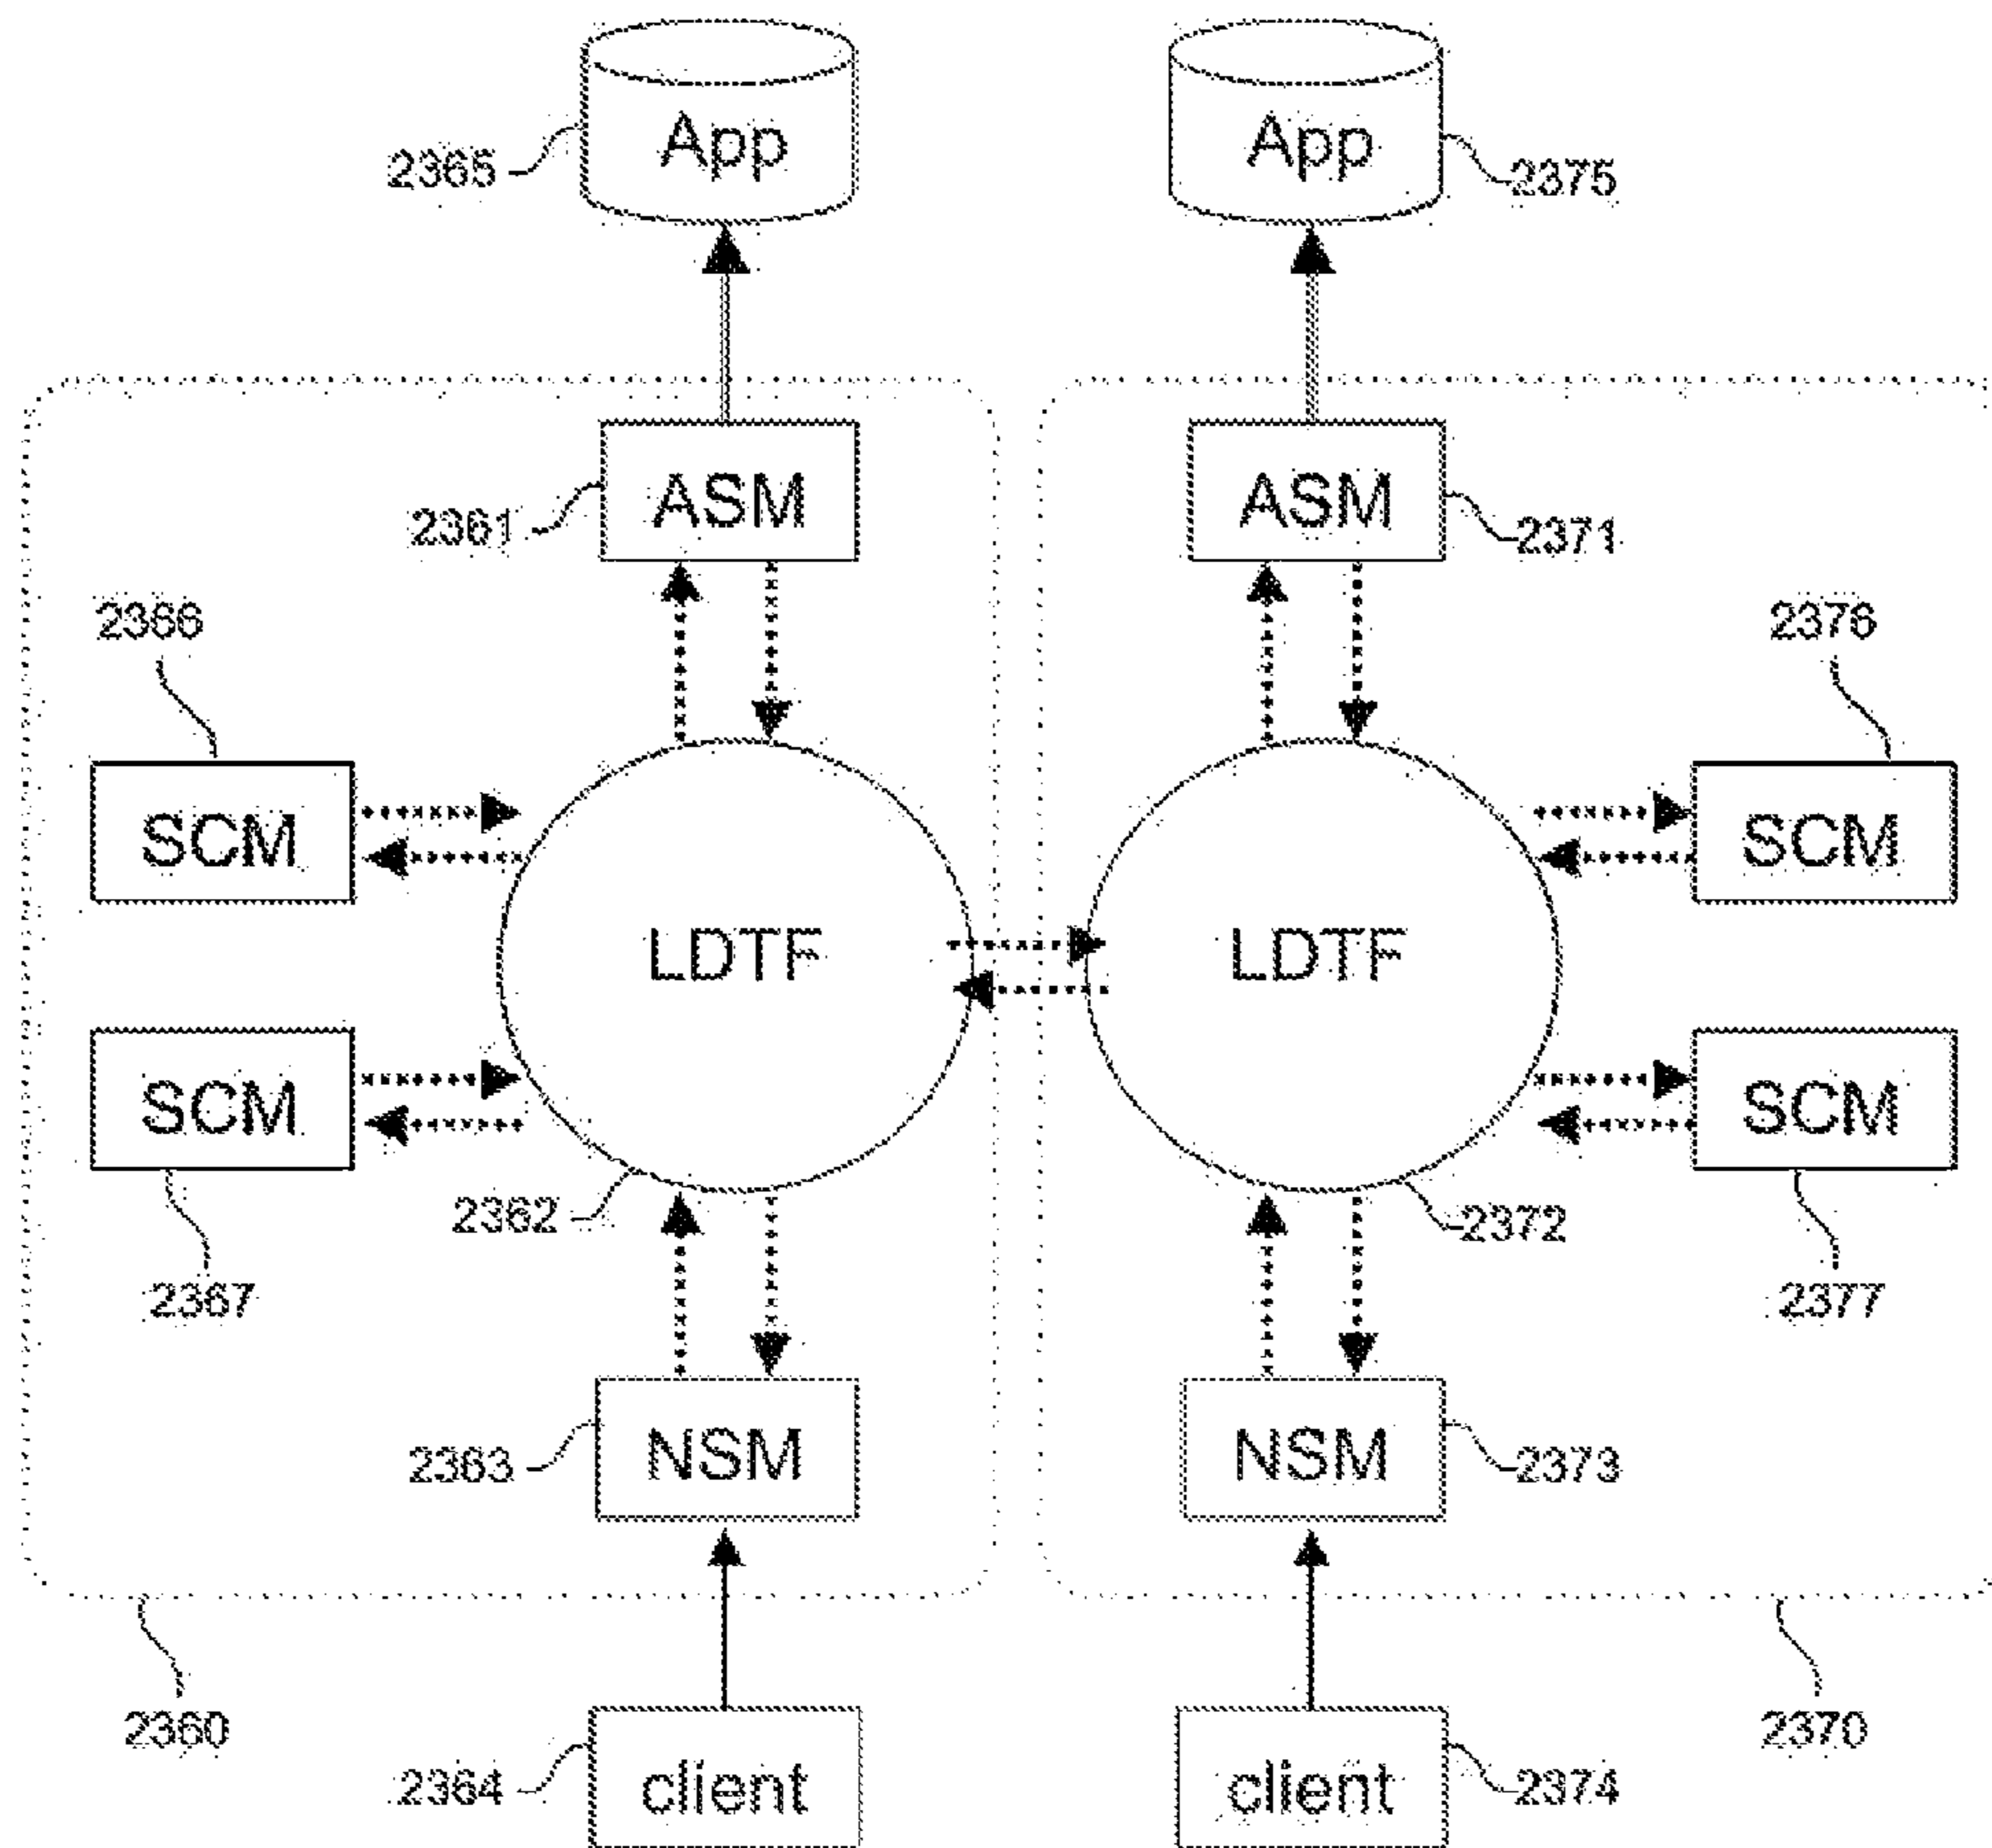 App
App
2365
2375
ASM
ASM
2361
2371
2366
2376
SCM
SCM
LDTF
LDTF
SCM
SCM
2362
2372
2367
2377
NSM
NSM
2363
2373
2360
2370
client
client
2364
2374